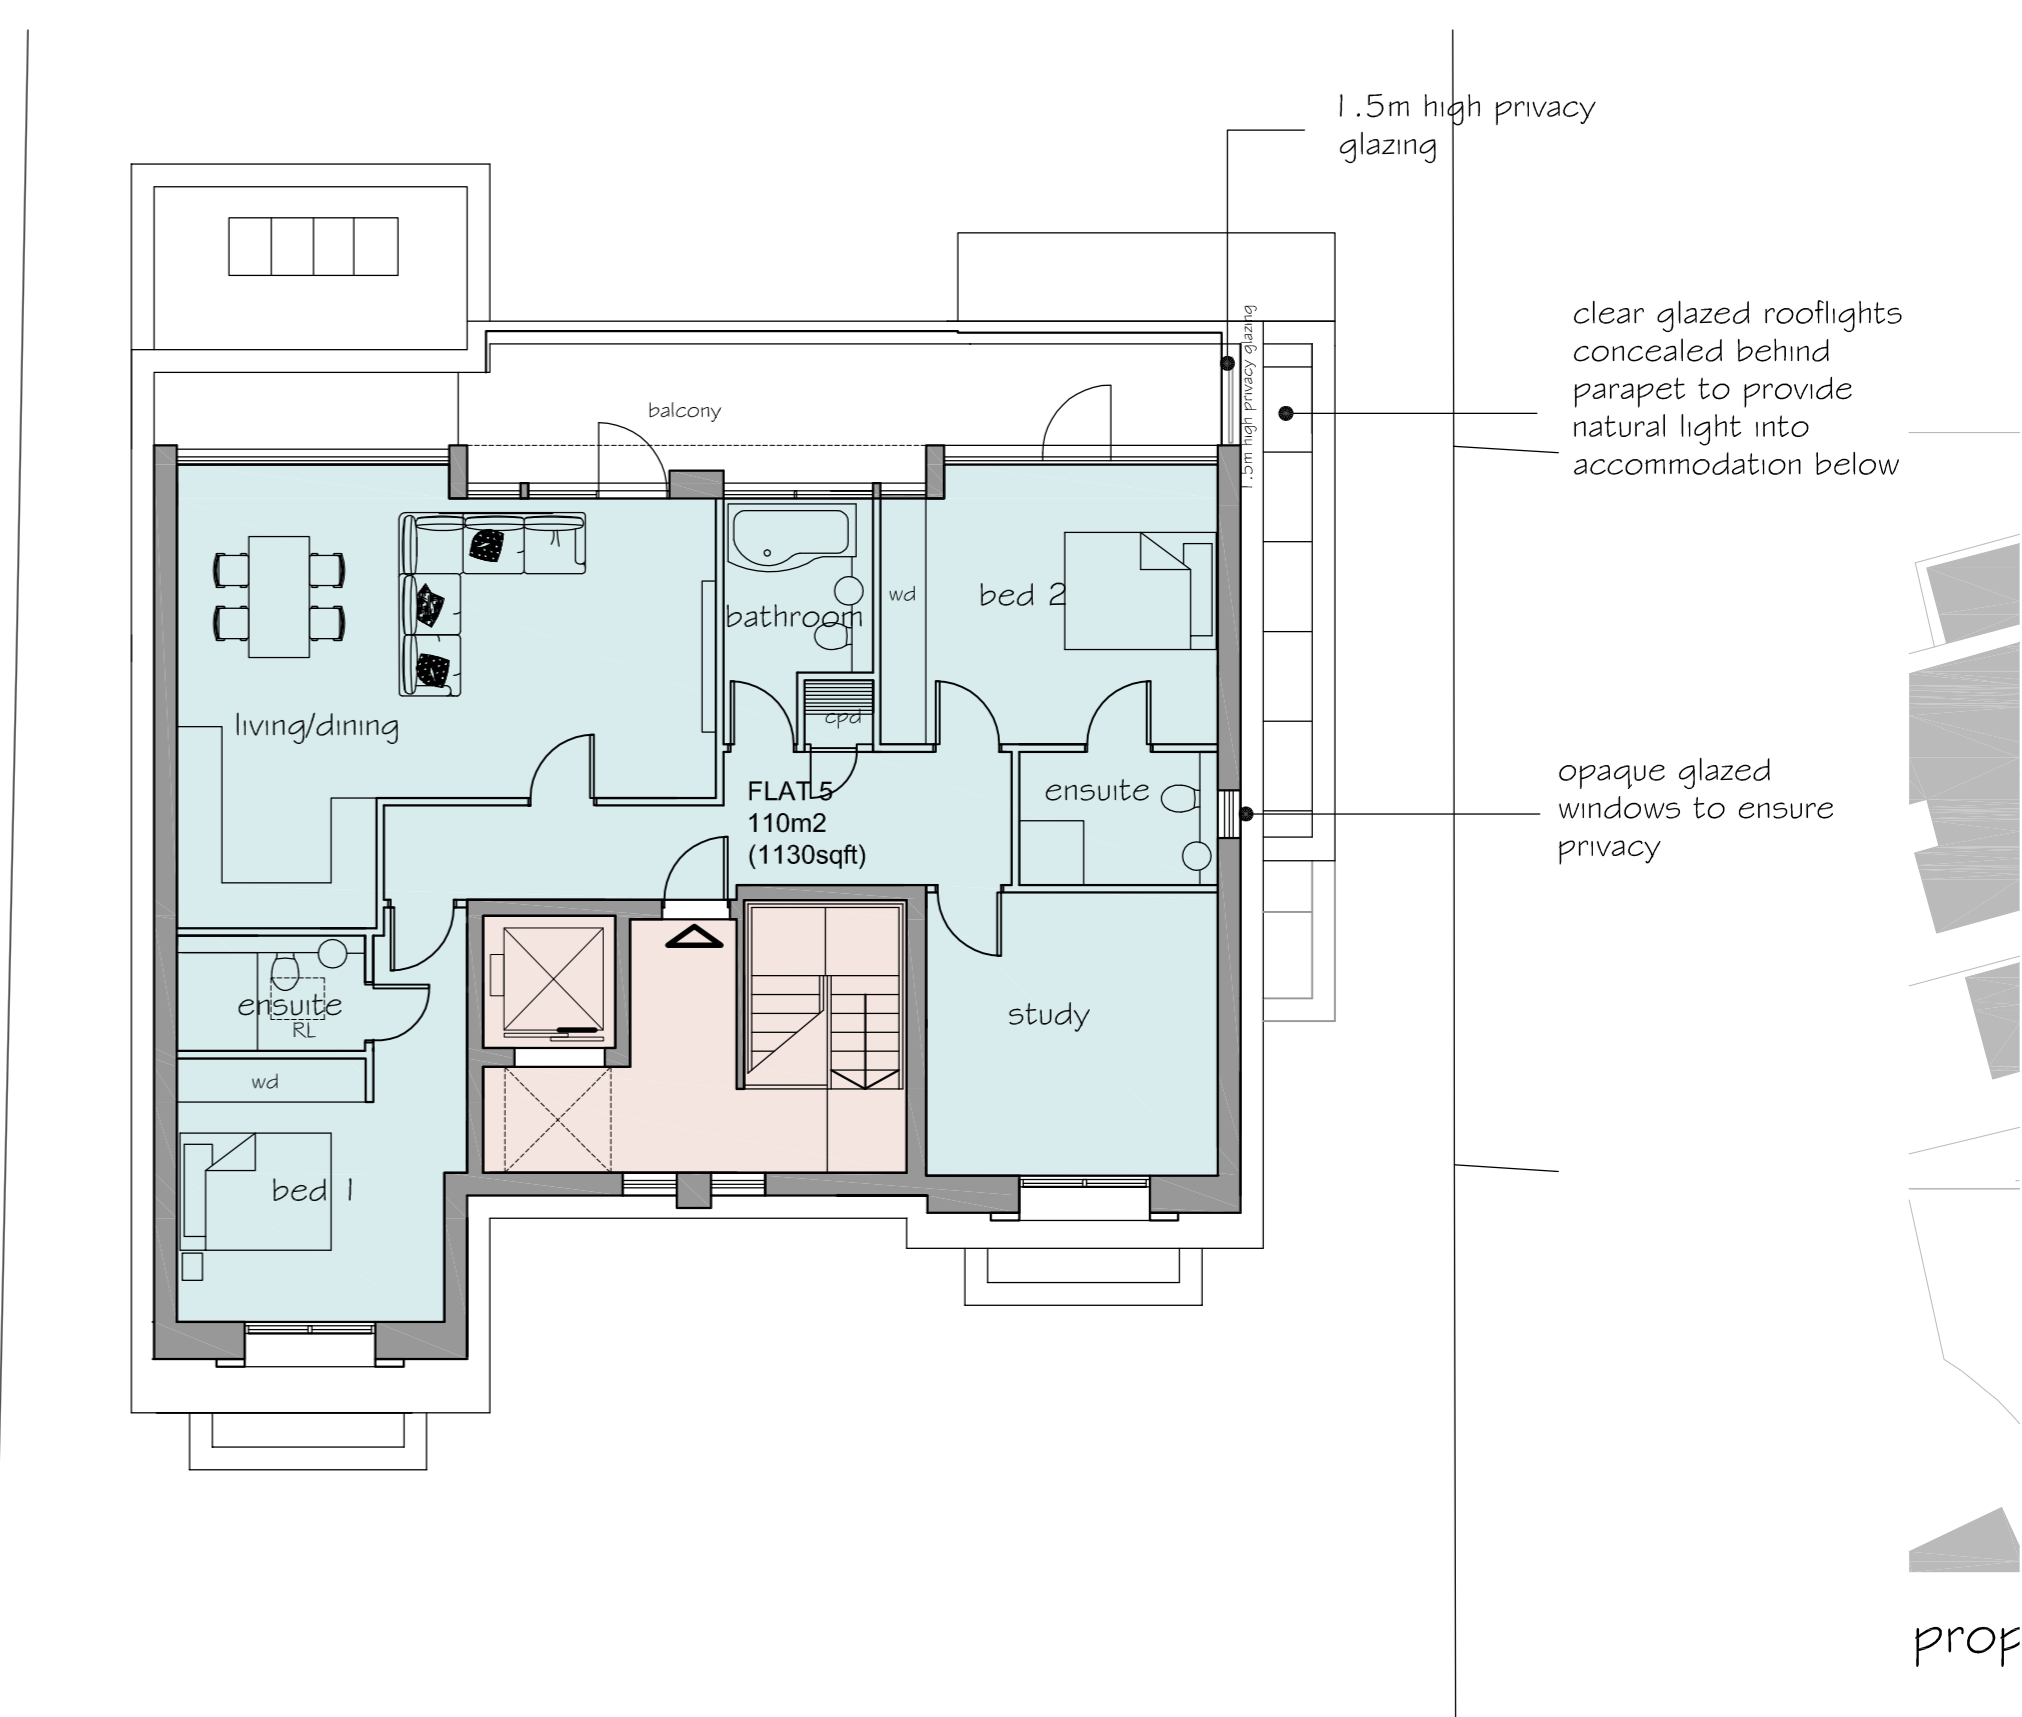 1.5m high privacy
glazing
clear glazed rooflights
concealed behind
parapet to provide
natural light into
accommodation below
1.5m high privacy glazing
balcony
bed 2
wd
bathroom
cpd
living/dining
FLAT 5
110m2
(1130sqft)
ensuite
opaque glazed
windows to ensure
privacy
ensuite
RL
study
wd
bed 1
prop